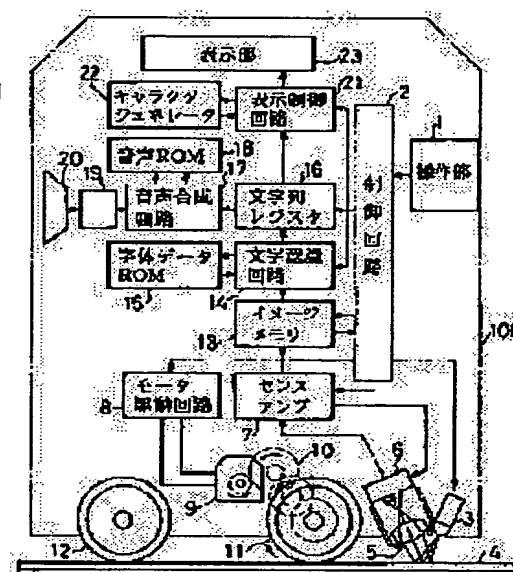 表示部
23
22
キャラクタ
ジェネレータ
表示制御
回路
21
2
1
操作部
音声ROM
18
17
16
20
19
音声合成
回路
文字列
レジスタ
制御回路
字体データ
ROM
15
文字認識
回路
14
イメージ
メモリ
13
10
モータ
駆動回路
8
センス
アンプ
7
10
9
6
3
12
11
5
4